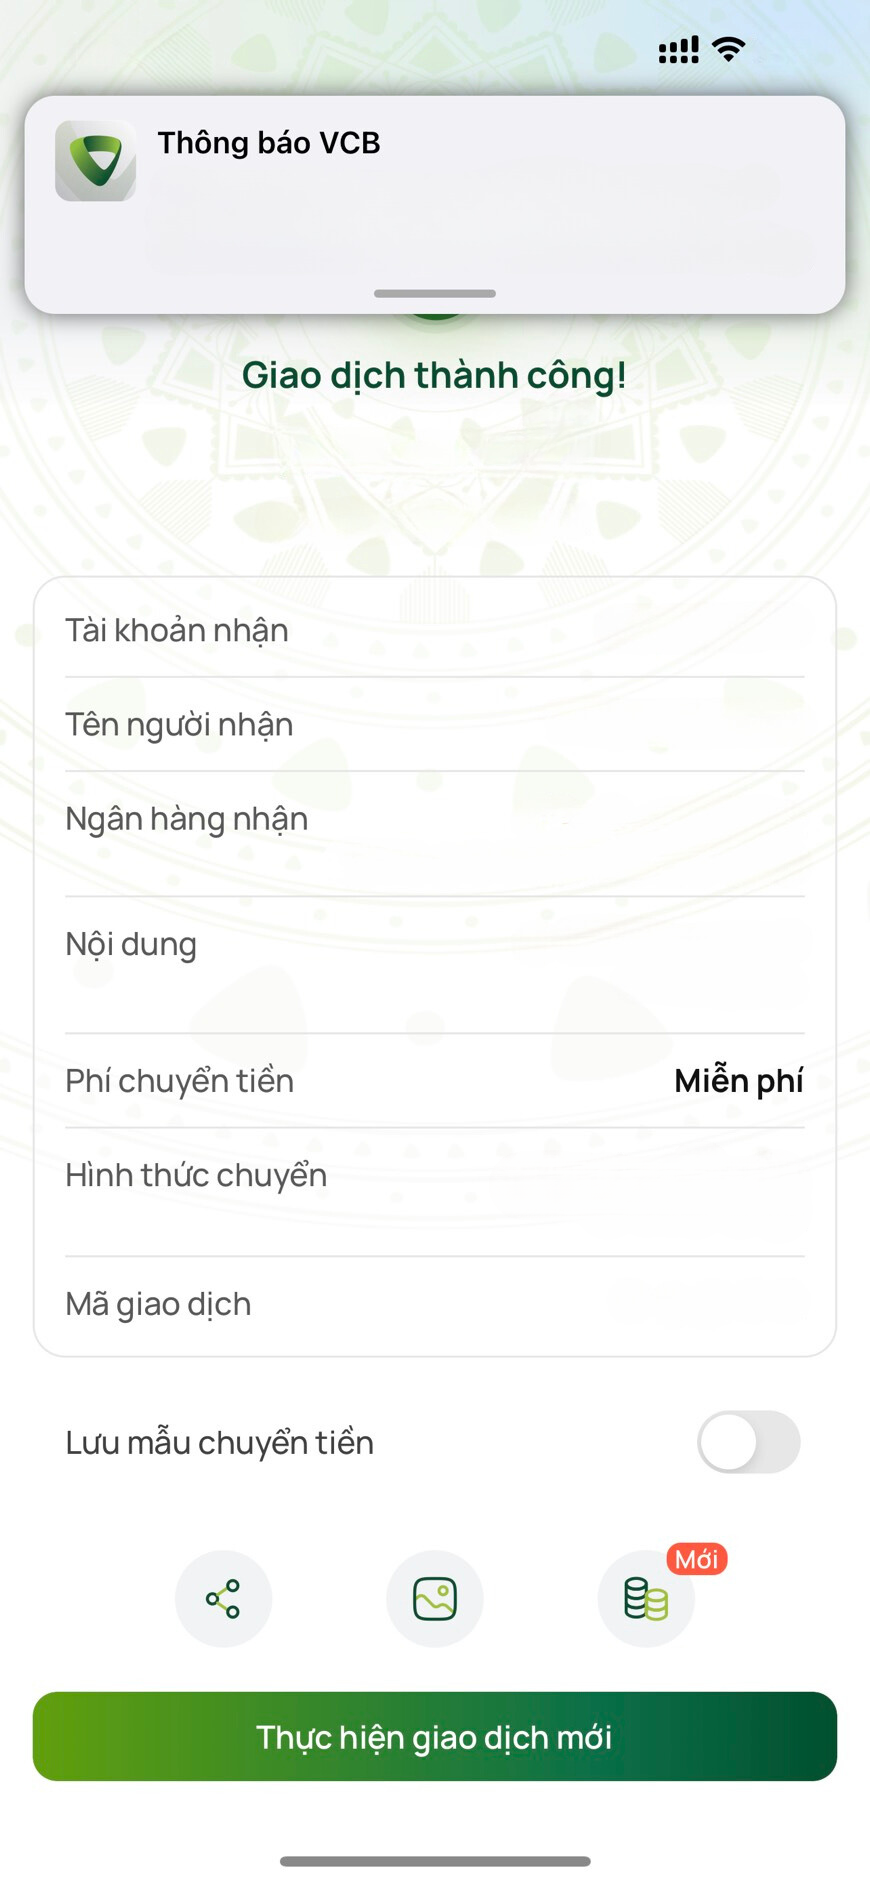 Thông báo VCB
Giao dịch thành công!
Tài khoản nhận
Tên người nhận
Ngân hàng nhận
Nội dung
Phí chuyển tiền Miễn phí
Hình thức chuyển
Mã giao dịch
Lưu mẫu chuyển tiền
Mới
Thực hiện giao dịch mới